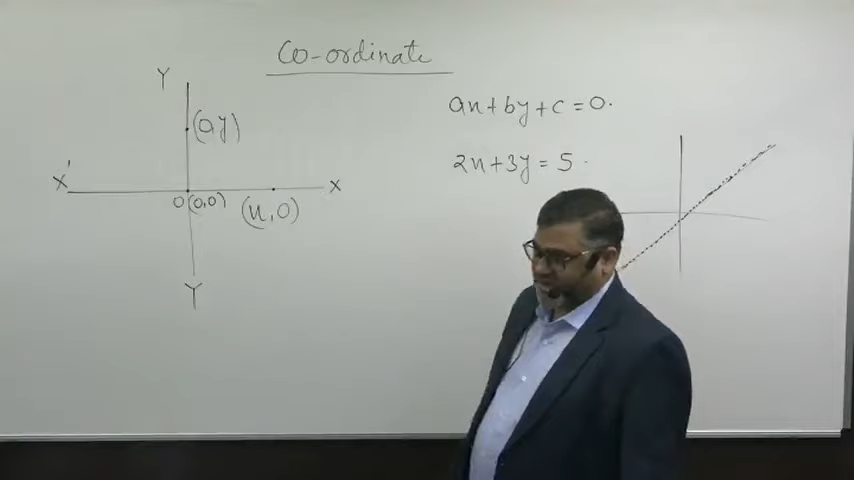 Co-ordinate
Y
(0,y)
X'
X
O(0,0)
(x,0)
Y
ax+by+c=0.
2x+3y=5.